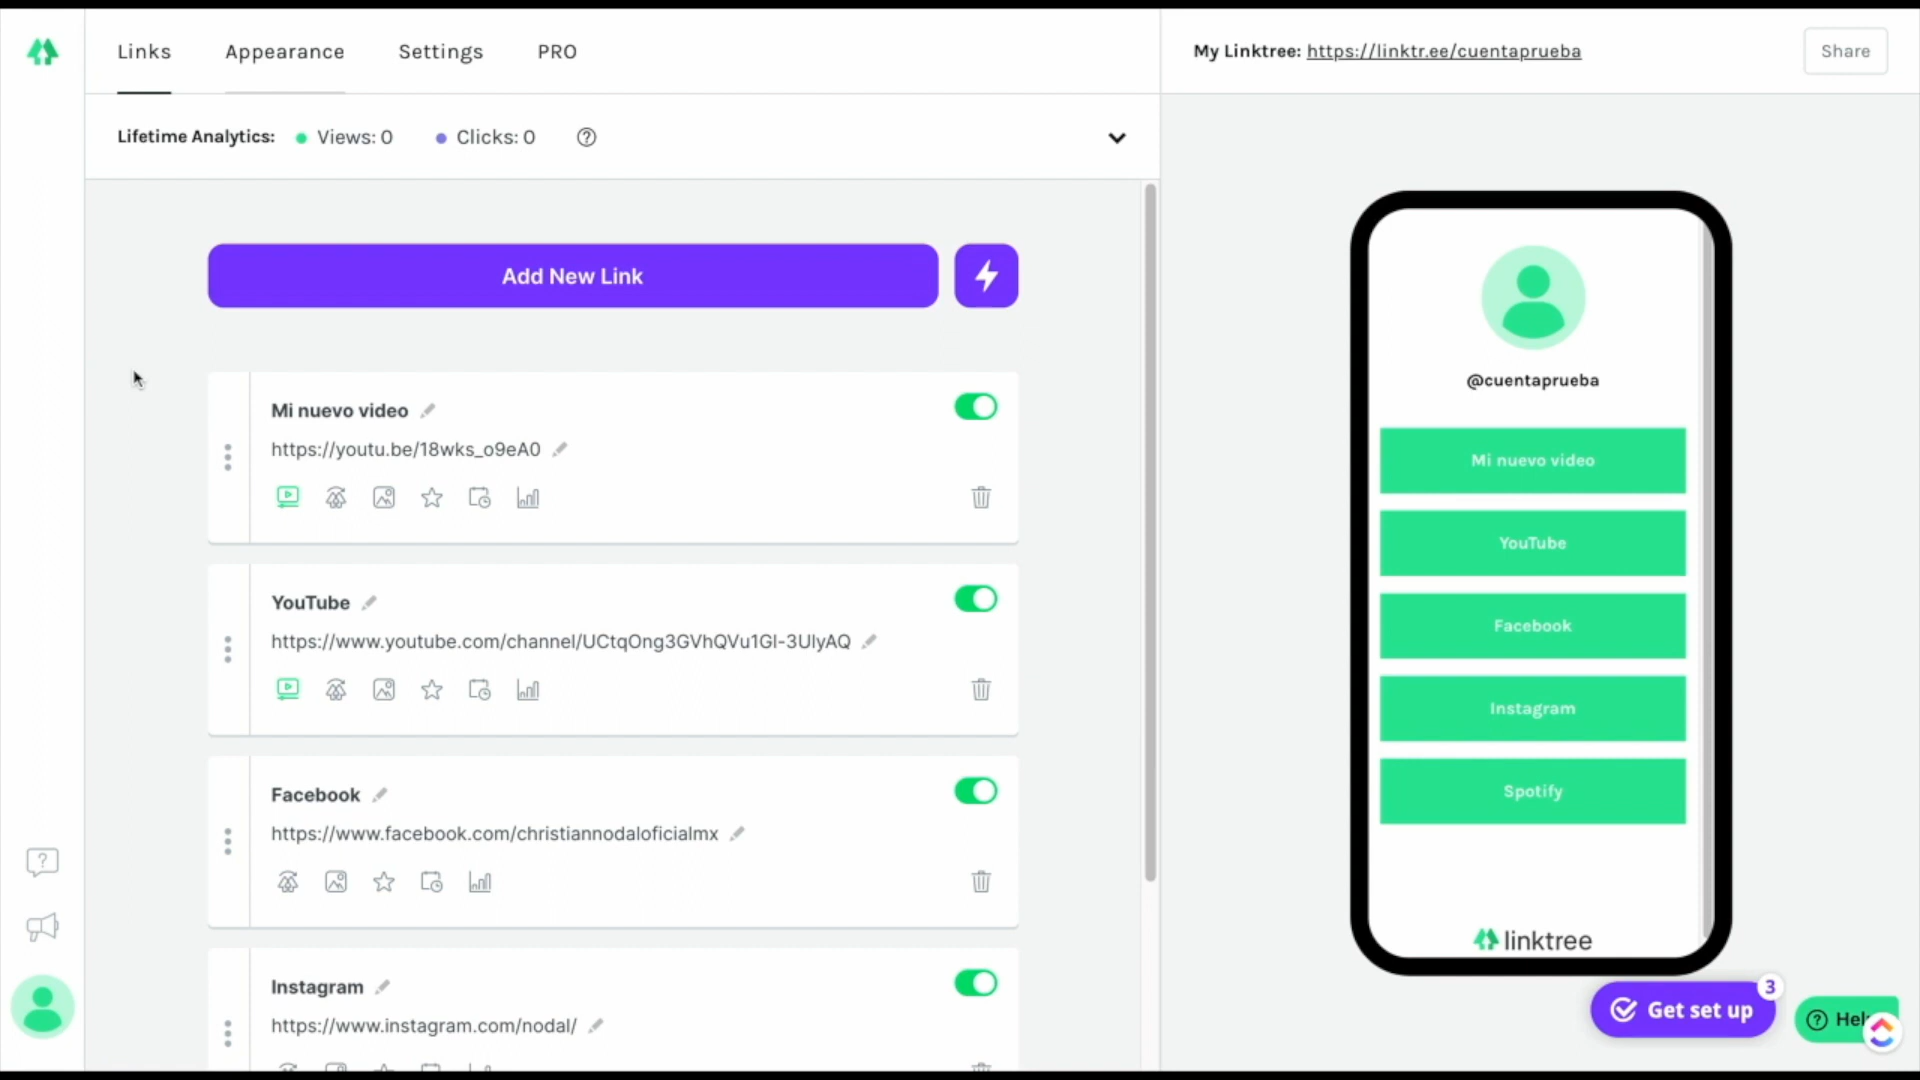 Links
Appearance
Settings
PRO
My Linktree: https://linktr.ee/cuentaprueba
Share
Lifetime Analytics:
Views: 0
Clicks: 0
Add New Link
Mi nuevo video
https://youtu.be/18wks_o9eA0
YouTube
https://www.youtube.com/channel/UCtqOng3GVhQVu1Gl-3UlyAQ
Facebook
https://www.facebook.com/christiannodaloficialmx
Instagram
https://www.instagram.com/nodal/
@cuentaprueba
Mi nuevo video
YouTube
Facebook
Instagram
Spotify
linktree
Get set up
3